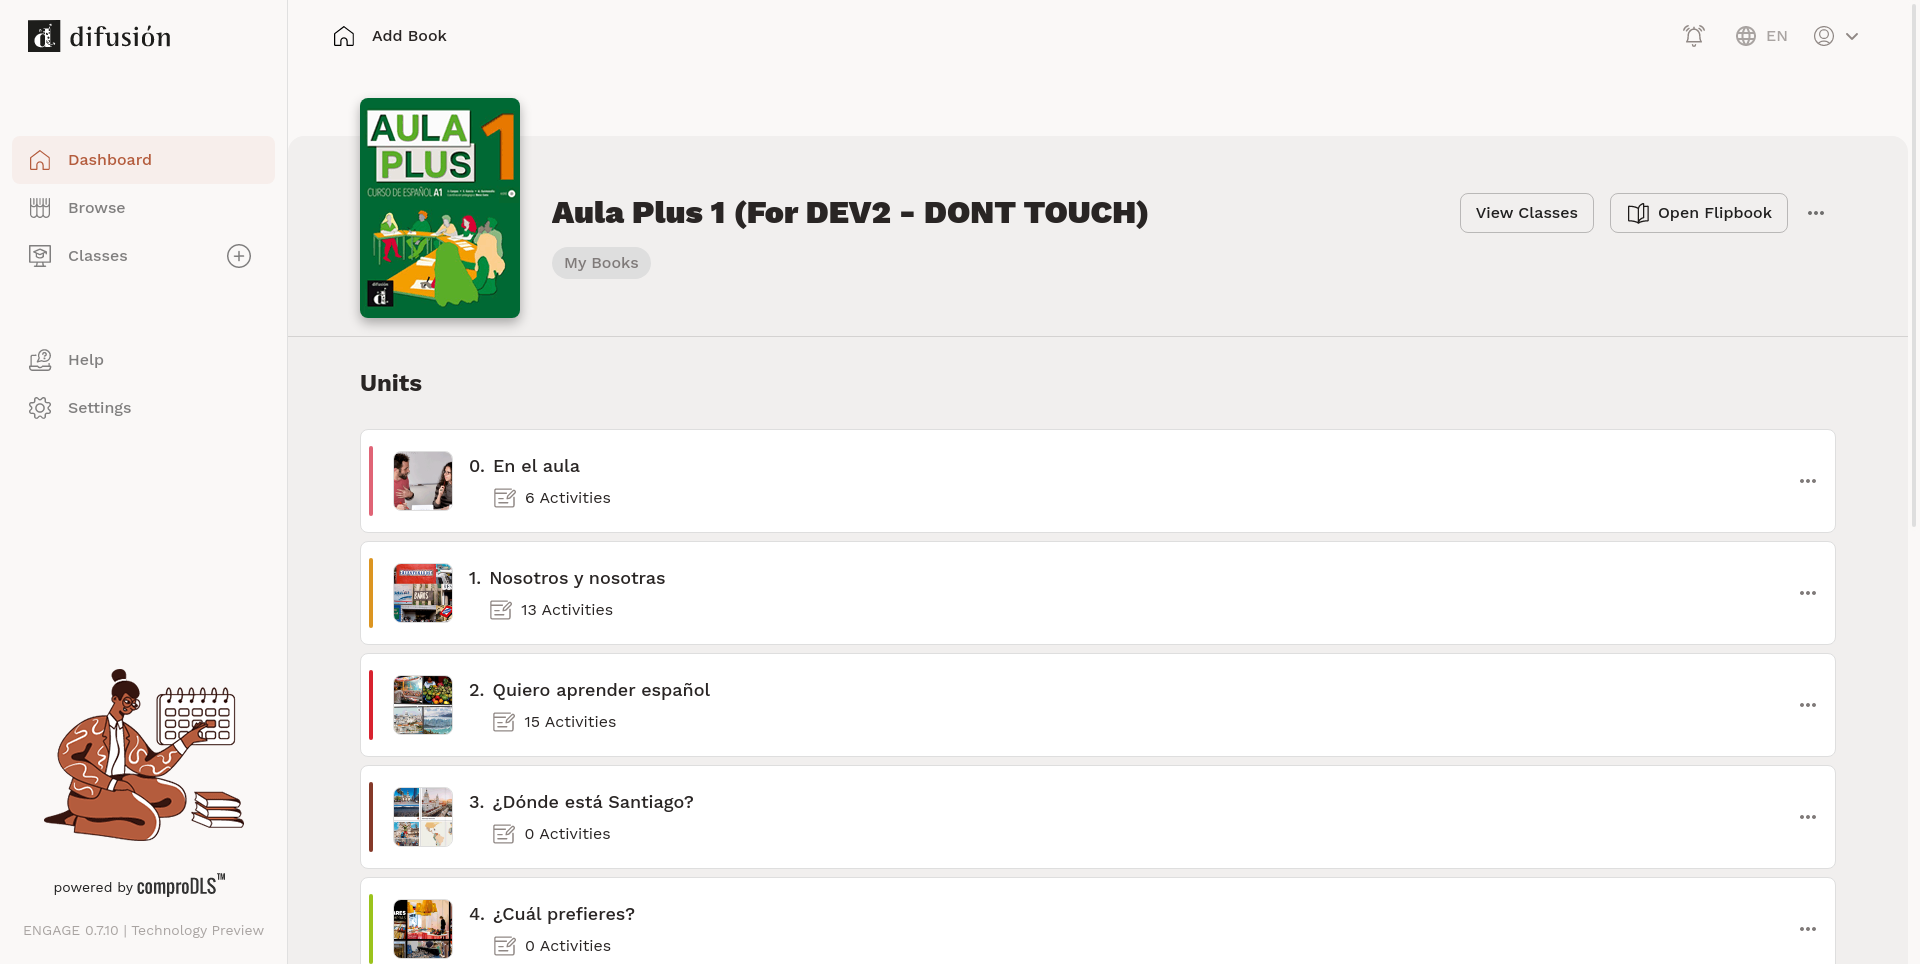 difusión
Add Book
EN
Dashboard
Browse
Classes
Help
Settings
AULA
PLUS
1
CURSO DE ESPAÑOL A1
difusión
Aula Plus 1 (For DEV2 - DONT TOUCH)
My Books
View Classes
Open Flipbook
Units
0. En el aula
6 Activities
1. Nosotros y nosotras
13 Activities
2. Quiero aprender español
15 Activities
3. ¿Dónde está Santiago?
0 Activities
4. ¿Cuál prefieres?
0 Activities
powered by comproDLS™
ENGAGE 0.7.10 | Technology Preview